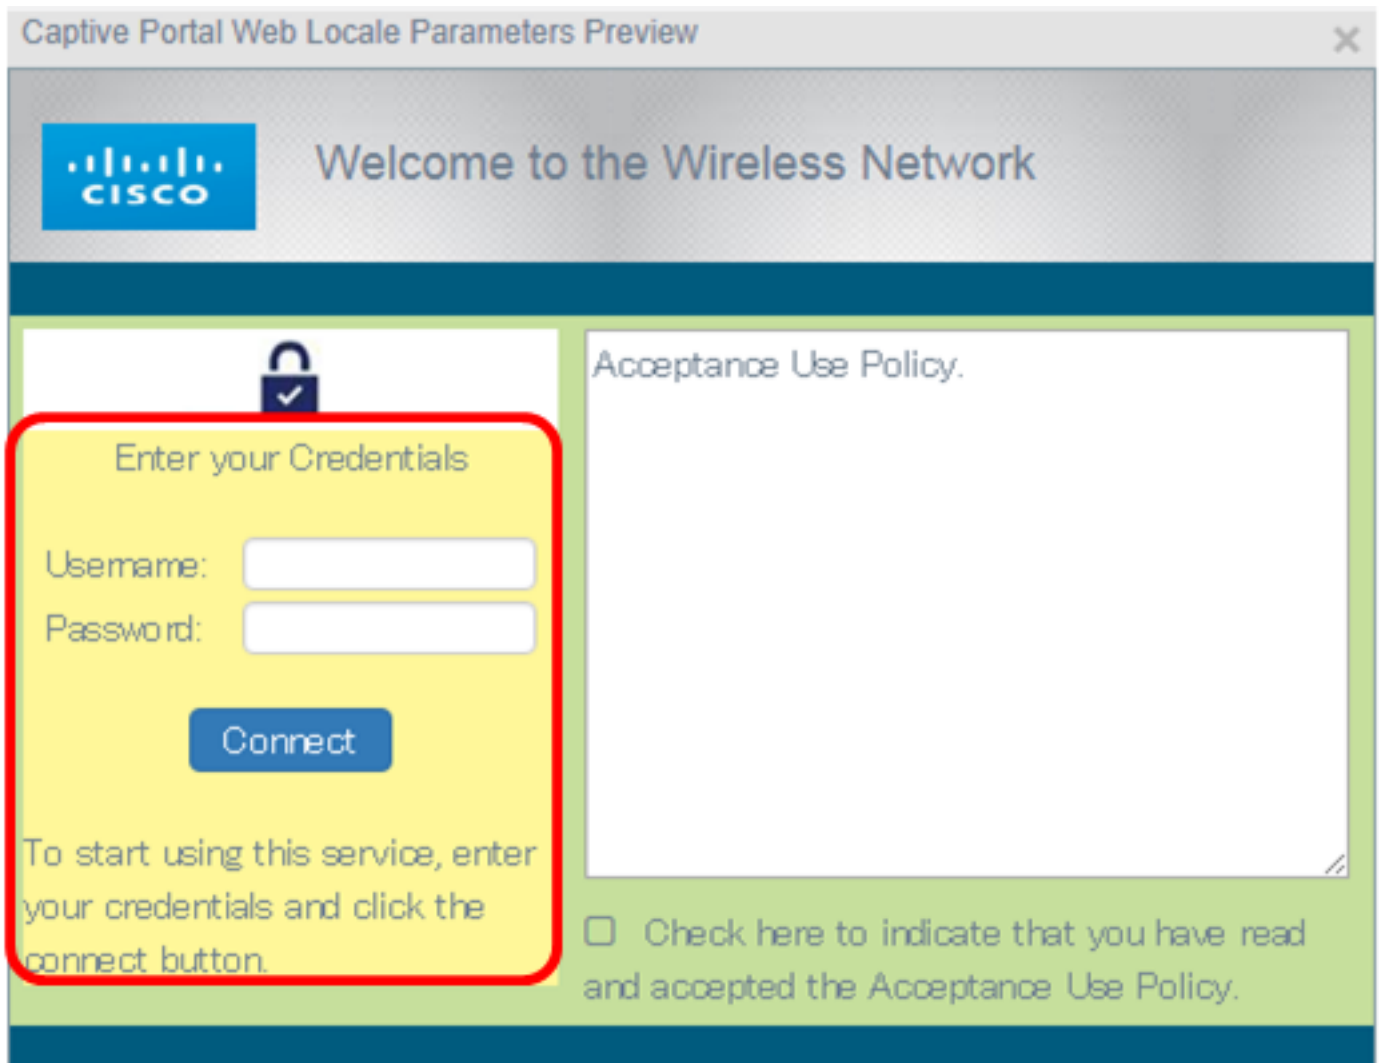 Captive Portal Web Locale Parameters Preview
CISCO
Welcome to the Wireless Network
Enter your Credentials
Username:
Password:
Connect
To start using this service, enter
your credentials and click the
connect button.
Acceptance Use Policy.
Check here to indicate that you have read
and accepted the Acceptance Use Policy.